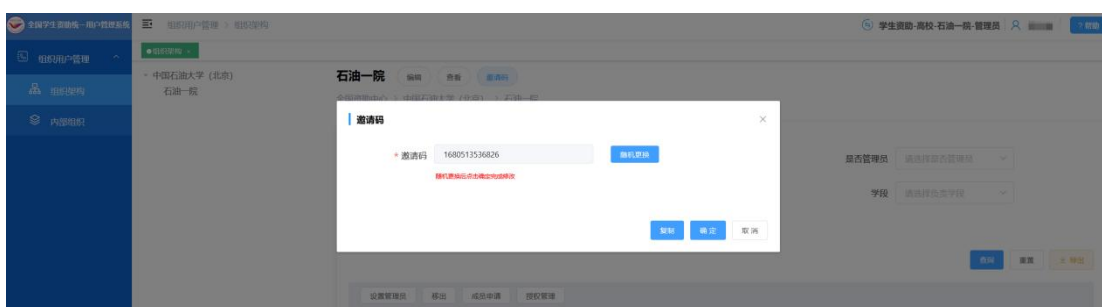 全国学生资助统一用户管理系统
组织用户管理 > 组织架构
学生资助-高校-石油一院-管理员
? 帮助
组织用户管理
组织架构
内部组织
组织架构 ×
中国石油大学（北京）
石油一院
石油一院
编辑
查看
邀请码
全国资助中心 / 中国石油大学（北京） / 石油一院
邀请码
* 邀请码
1680513536826
随机更换
随机更换后点击确定完成修改
复制
确 定
取 消
是否管理员
请选择是否管理员
学段
查询
重置
导出
设置管理员
移出
成员申请
授权管理